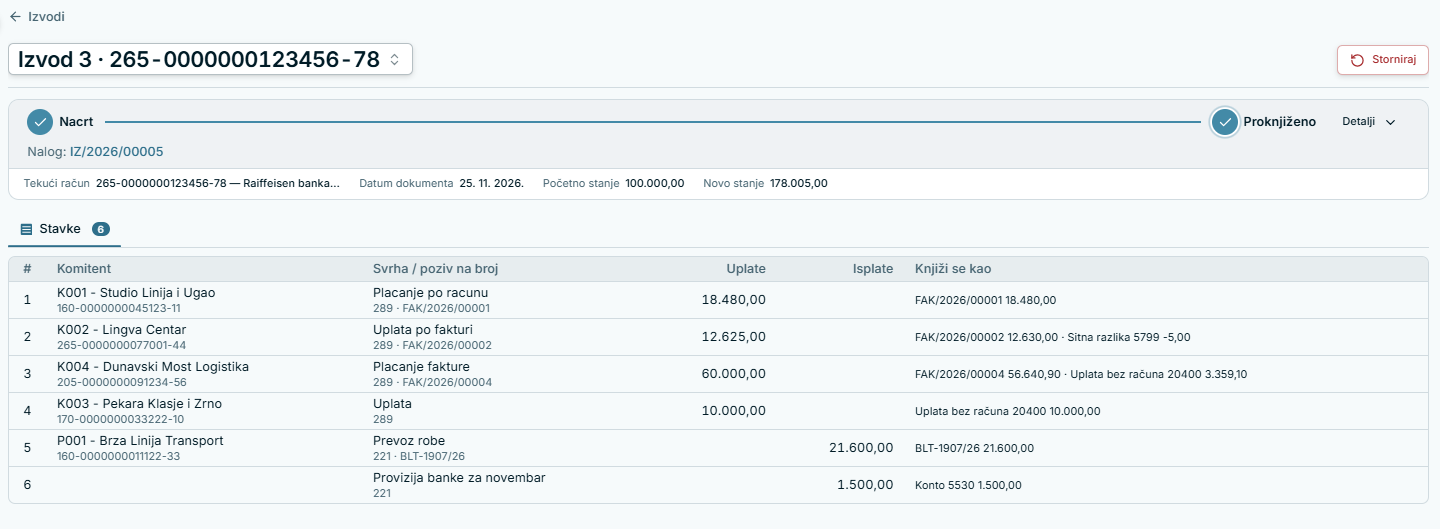 Izvodi
Izvod 3 · 265-0000000123456-78
Storniraj
Nacrt
Proknjiženo
Detalji
Nalog: IZ/2026/00005
Tekući račun 265-0000000123456-78 — Raiffeisen banka... Datum dokumenta 25. 11. 2026. Početno stanje 100.000,00 Novo stanje 178.005,00
Stavke 6
# Komitent Svrha / poziv na broj Uplate Isplate Knjiži se kao
1 K001 - Studio Linija i Ugao Placanje po racunu 18.480,00 FAK/2026/00001 18.480,00
160-0000000045123-11 289 · FAK/2026/00001
2 K002 - Lingva Centar Uplata po fakturi 12.625,00 FAK/2026/00002 12.630,00 · Sitna razlika 5799 -5,00
265-0000000077001-44 289 · FAK/2026/00002
3 K004 - Dunavski Most Logistika Placanje fakture 60.000,00 FAK/2026/00004 56.640,90 · Uplata bez računa 20400 3.359,10
205-0000000091234-56 289 · FAK/2026/00004
4 K003 - Pekara Klasje i Zrno Uplata 10.000,00 Uplata bez računa 20400 10.000,00
170-0000000033222-10 289
5 P001 - Brza Linija Transport Prevoz robe 21.600,00 BLT-1907/26 21.600,00
160-0000000011122-33 221 · BLT-1907/26
6 Provizija banke za novembar 1.500,00 Konto 5530 1.500,00
221